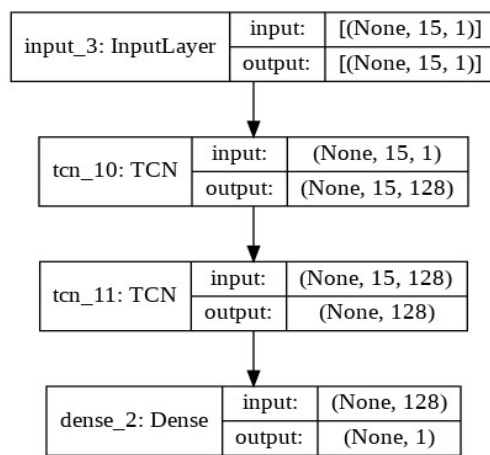 input_3: InputLayer
input: [(None, 15, 1)]
output: [(None, 15, 1)]
tcn_10: TCN
input: (None, 15, 1)
output: (None, 15, 128)
tcn_11: TCN
input: (None, 15, 128)
output: (None, 128)
dense_2: Dense
input: (None, 128)
output: (None, 1)